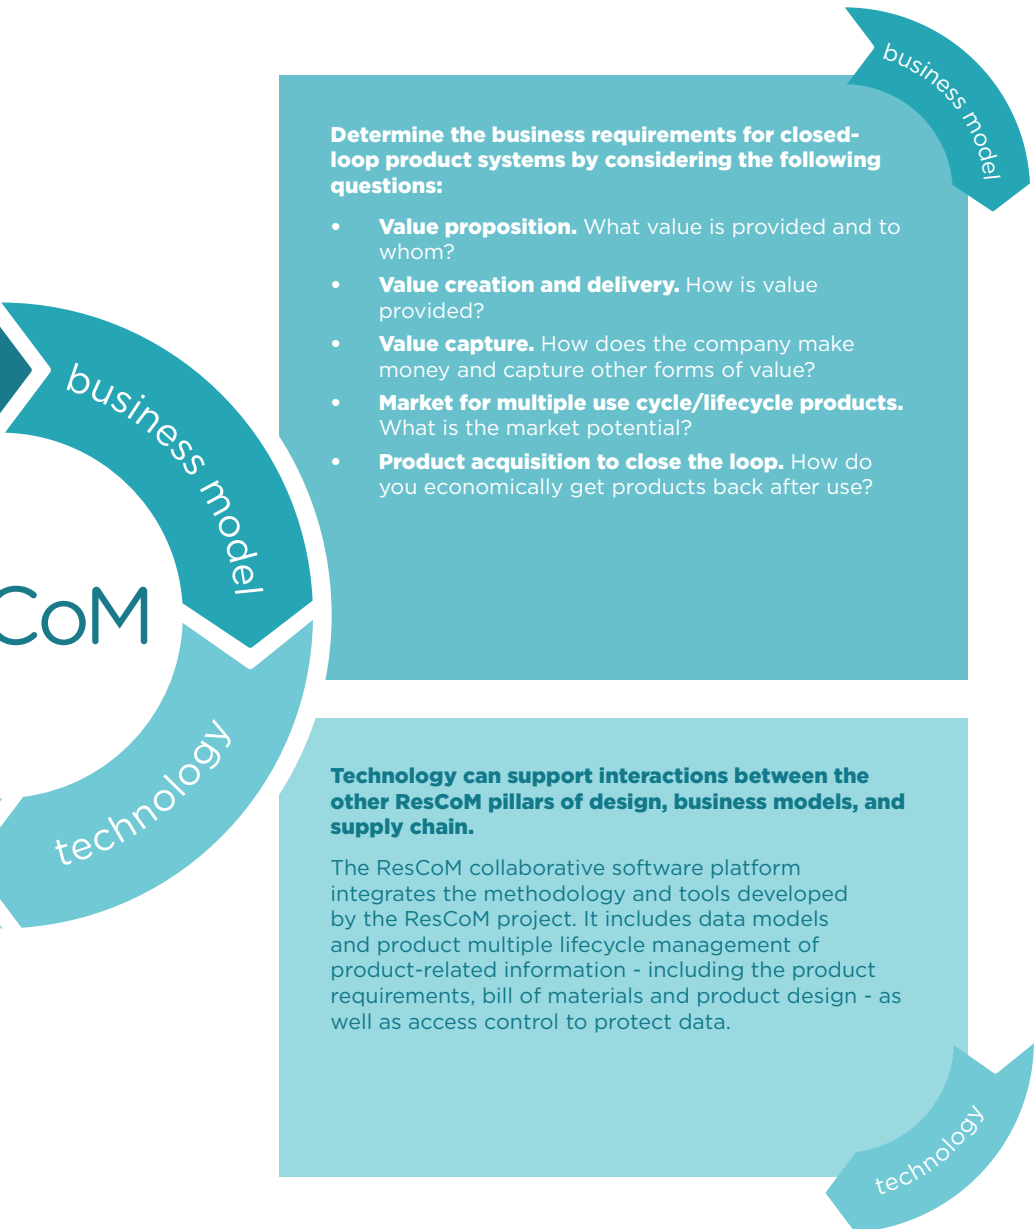 business model
Determine the business requirements for closed-
loop product systems by considering the following
questions:
• Value proposition. What value is provided and to
whom?
• Value creation and delivery. How is value
provided?
• Value capture. How does the company make
money and capture other forms of value?
• Market for multiple use cycle/lifecycle products.
What is the market potential?
• Product acquisition to close the loop. How do
you economically get products back after use?
business model
CoM
technology
Technology can support interactions between the
other ResCoM pillars of design, business models, and
supply chain.
The ResCoM collaborative software platform
integrates the methodology and tools developed
by the ResCoM project. It includes data models
and product multiple lifecycle management of
product-related information - including the product
requirements, bill of materials and product design - as
well as access control to protect data.
technology